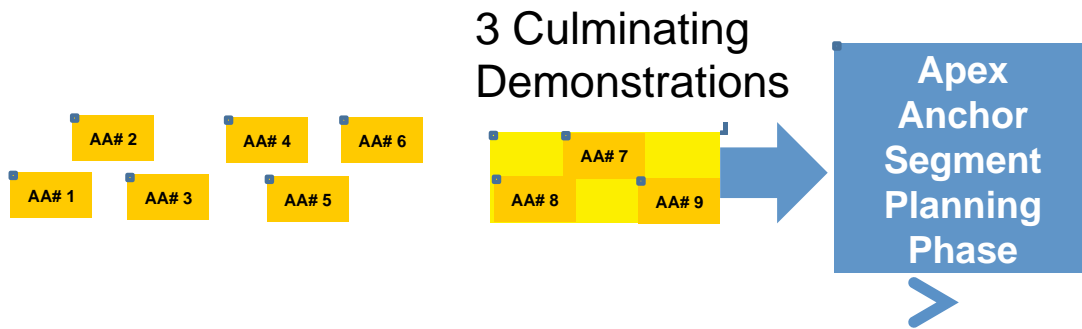 3 Culminating
Demonstrations
Apex
Anchor
Segment
Planning
Phase
AA# 2
AA# 4
AA# 6
AA# 7
AA# 1
AA# 3
AA# 5
AA# 8
AA# 9